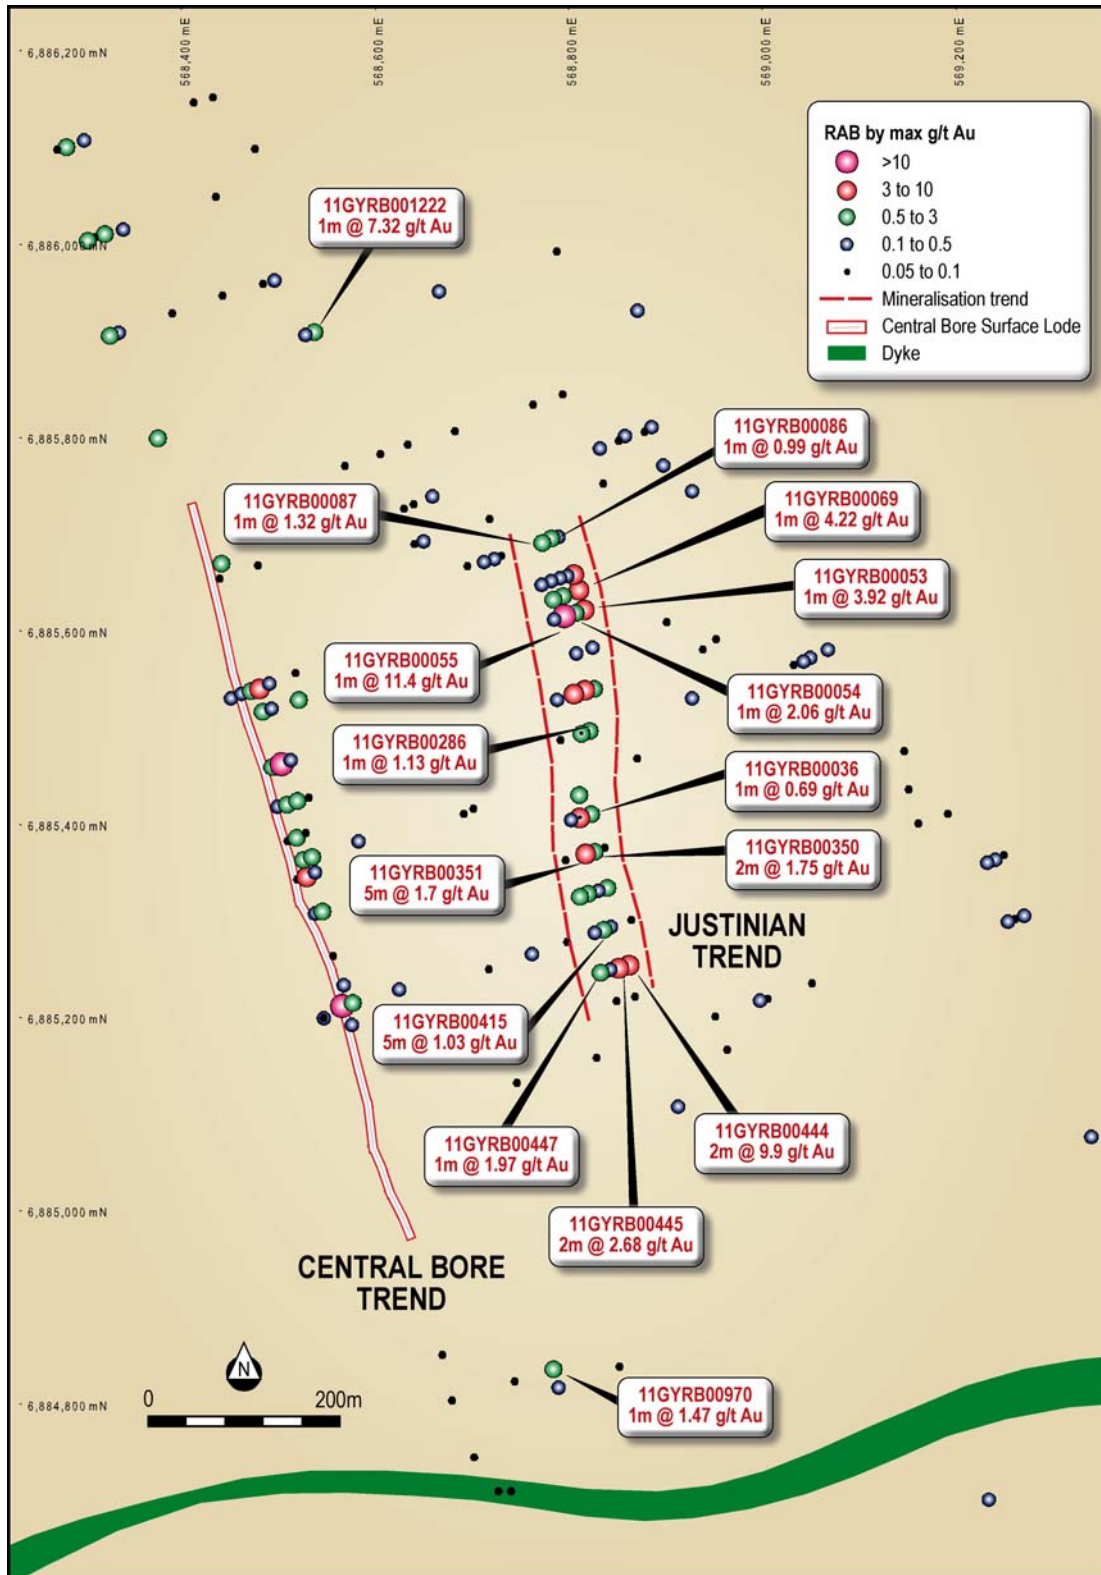 568,400 mE
568,600 mE
568,800 mE
569,000 mE
569,200 mE
6,886,200 mN
RAB by max g/t Au
>10
3 to 10
0.5 to 3
0.1 to 0.5
0.05 to 0.1
Mineralisation trend
Central Bore Surface Lode
Dyke
11GYRB001222
1m @ 7.32 g/t Au
6,886,000 mN
6,885,800 mN
11GYRB00086
1m @ 0.99 g/t Au
11GYRB00087
1m @ 1.32 g/t Au
11GYRB00069
1m @ 4.22 g/t Au
11GYRB00053
1m @ 3.92 g/t Au
6,885,600 mN
11GYRB00055
1m @ 11.4 g/t Au
11GYRB00054
1m @ 2.06 g/t Au
11GYRB00286
1m @ 1.13 g/t Au
11GYRB00036
1m @ 0.69 g/t Au
6,885,400 mN
11GYRB00350
2m @ 1.75 g/t Au
11GYRB00351
5m @ 1.7 g/t Au
JUSTINIAN
TREND
6,885,200 mN
11GYRB00415
5m @ 1.03 g/t Au
11GYRB00447
1m @ 1.97 g/t Au
11GYRB00444
2m @ 9.9 g/t Au
6,885,000 mN
11GYRB00445
2m @ 2.68 g/t Au
CENTRAL BORE
TREND
N
0 200m
6,884,800 mN
11GYRB00970
1m @ 1.47 g/t Au